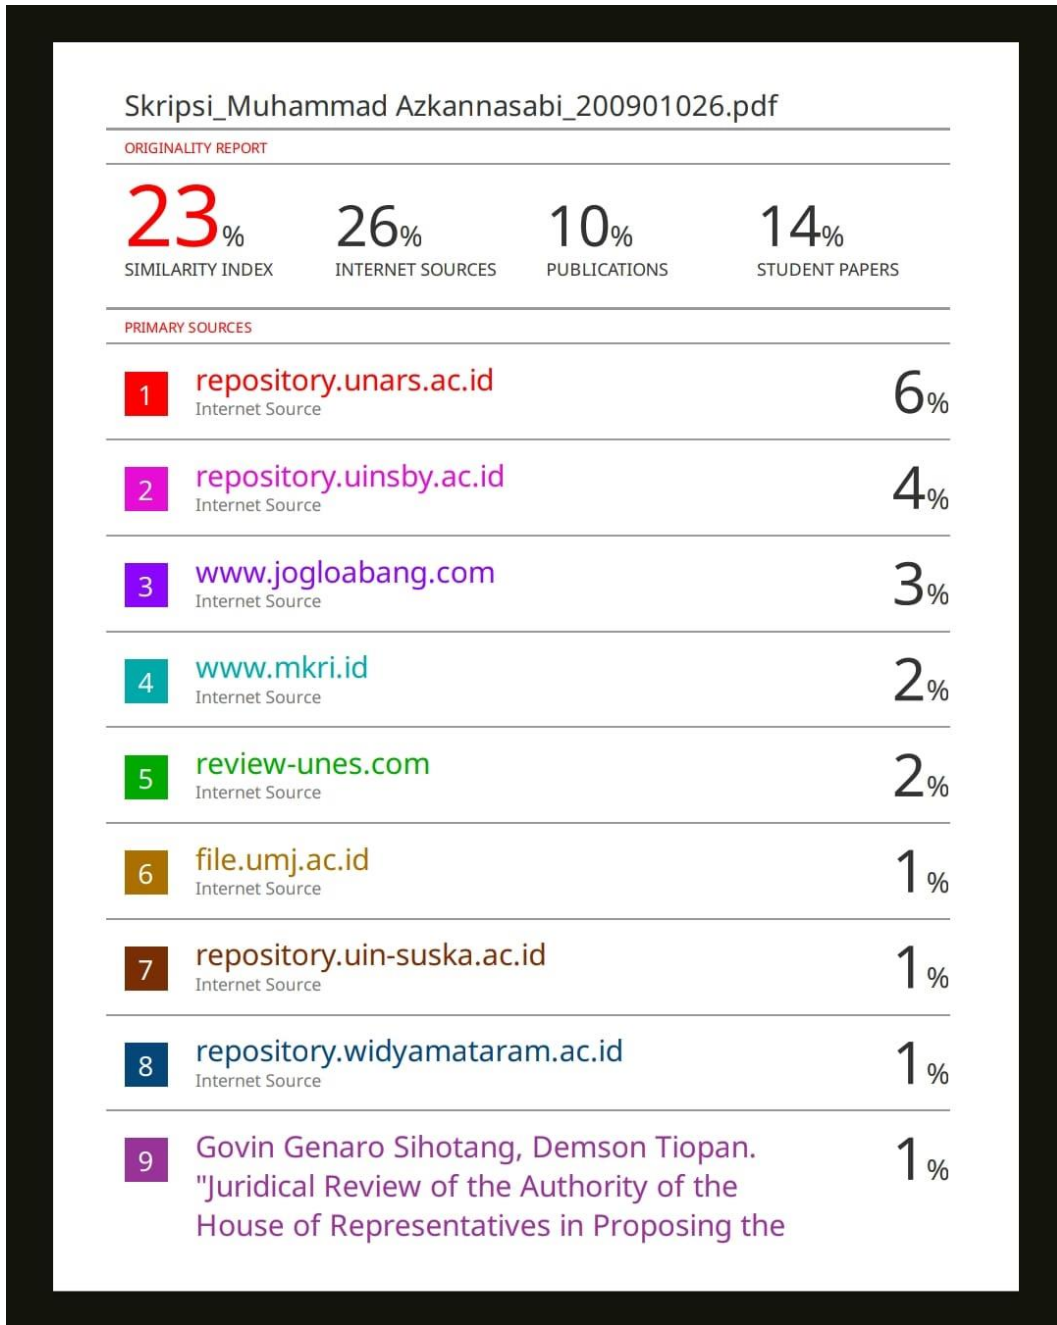 Skripsi_Muhammad Azkannasabi_200901026.pdf
ORIGINALITY REPORT
23% 26% 10% 14%
SIMILARITY INDEX INTERNET SOURCES PUBLICATIONS STUDENT PAPERS
PRIMARY SOURCES
1 repository.unars.ac.id 6%
Internet Source
2 repository.uinsby.ac.id 4%
Internet Source
3 www.jogloabang.com 3%
Internet Source
4 www.mkri.id 2%
Internet Source
5 review-unes.com 2%
Internet Source
6 file.umj.ac.id 1%
Internet Source
7 repository.uin-suska.ac.id 1%
Internet Source
8 repository.widyamataram.ac.id 1%
Internet Source
9 Govin Genaro Sihotang, Demson Tiopan. 1%
"Juridical Review of the Authority of the
House of Representatives in Proposing the